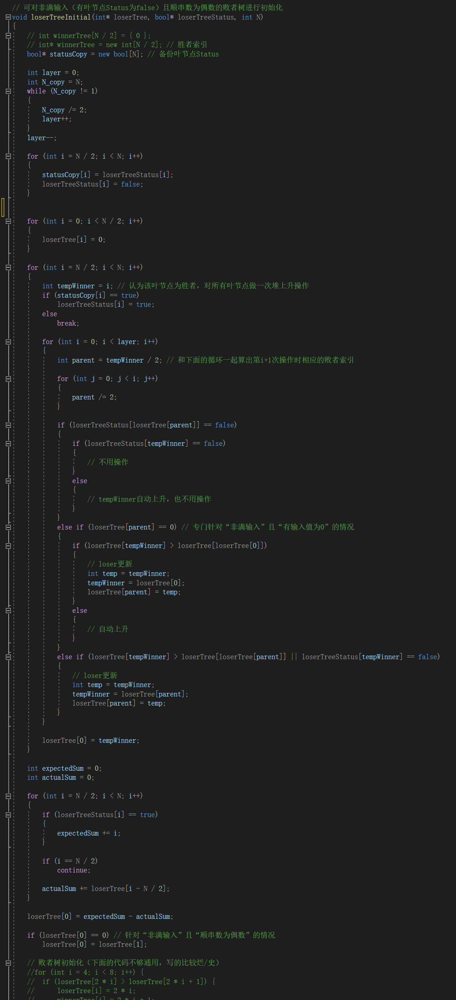 // 可对非满输入（有叶节点Status为false）且顺串数为偶数的败者树进行初始化
void loserTreeInitial(int* loserTree, bool* loserTreeStatus, int N)
{
// int winnerTree[N / 2] = { 0 };
// int* winnerTree = new int[N / 2]; // 胜者索引
bool* statusCopy = new bool[N]; // 备份叶节点Status
int layer = 0;
int N_copy = N;
while (N_copy != 1)
{
N_copy /= 2;
layer++;
}
layer--;
for (int i = N / 2; i < N; i++)
{
statusCopy[i] = loserTreeStatus[i];
loserTreeStatus[i] = false;
}
for (int i = 0; i < N / 2; i++)
{
loserTree[i] = 0;
}
for (int i = N / 2; i < N; i++)
{
int tempWinner = i; // 认为该叶节点为胜者，对所有叶节点做一次堆上升操作
if (statusCopy[i] == true)
loserTreeStatus[i] = true;
else
break;
for (int i = 0; i < layer; i++)
{
int parent = tempWinner / 2; // 和下面的循环一起算出第i+1次操作时相应的败者索引
for (int j = 0; j < i; j++)
{
parent /= 2;
}
if (loserTreeStatus[loserTree[parent]] == false)
{
if (loserTreeStatus[tempWinner] == false)
{
// 不用操作
}
else
{
// tempWinner自动上升，也不用操作
}
}
else if (loserTree[parent] == 0) // 专门针对“非满输入”且“有输入值为0”的情况
{
if (loserTree[tempWinner] > loserTree[loserTree[0]])
{
// loser更新
int temp = tempWinner;
tempWinner = loserTree[0];
loserTree[parent] = temp;
}
else
{
// 自动上升
}
}
else if (loserTree[tempWinner] > loserTree[loserTree[parent]] || loserTreeStatus[tempWinner] == false)
{
// loser更新
int temp = tempWinner;
tempWinner = loserTree[parent];
loserTree[parent] = temp;
}
}
loserTree[0] = tempWinner;
}
int expectedSum = 0;
int actualSum = 0;
for (int i = N / 2; i < N; i++)
{
if (loserTreeStatus[i] == true)
{
expectedSum += i;
}
if (i == N / 2)
continue;
actualSum += loserTree[i - N / 2];
}
loserTree[0] = expectedSum - actualSum;
if (loserTree[0] == 0) // 针对“非满输入”且“顺串数为偶数”的情况
loserTree[0] = loserTree[1];
// 败者树初始化（下面的代码不够通用，写的比较烂/史）
//for (int i = 4; i < 8; i++) {
// if (loserTree[2 * i] > loserTree[2 * i + 1]) {
// loserTree[i] = 2 * i;
// winnerTree[i] = 2 * i + 1;